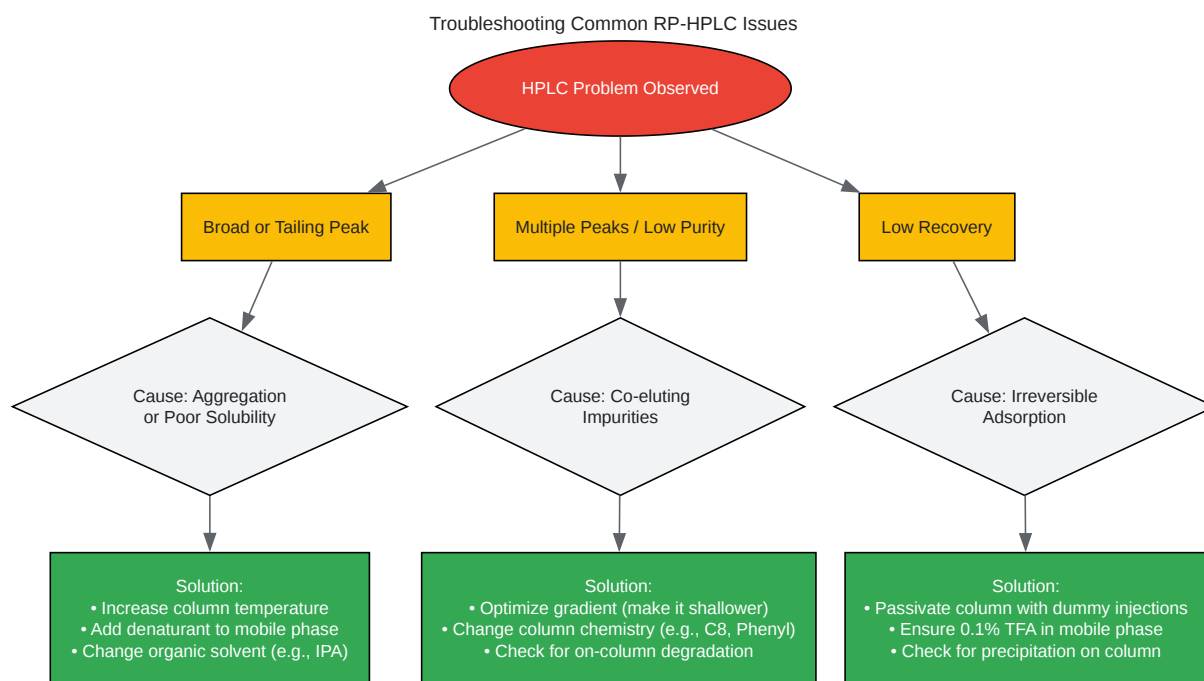 Troubleshooting Common RP-HPLC Issues
HPLC Problem Observed
Broad or Tailing Peak
Multiple Peaks / Low Purity
Low Recovery
Cause: Aggregation
or Poor Solubility
Cause: Co-eluting
Impurities
Cause: Irreversible
Adsorption
Solution:
• Increase column temperature
• Add denaturant to mobile phase
• Change organic solvent (e.g., IPA)
Solution:
• Optimize gradient (make it shallower)
• Change column chemistry (e.g., C8, Phenyl)
• Check for on-column degradation
Solution:
• Passivate column with dummy injections
• Ensure 0.1% TFA in mobile phase
• Check for precipitation on column